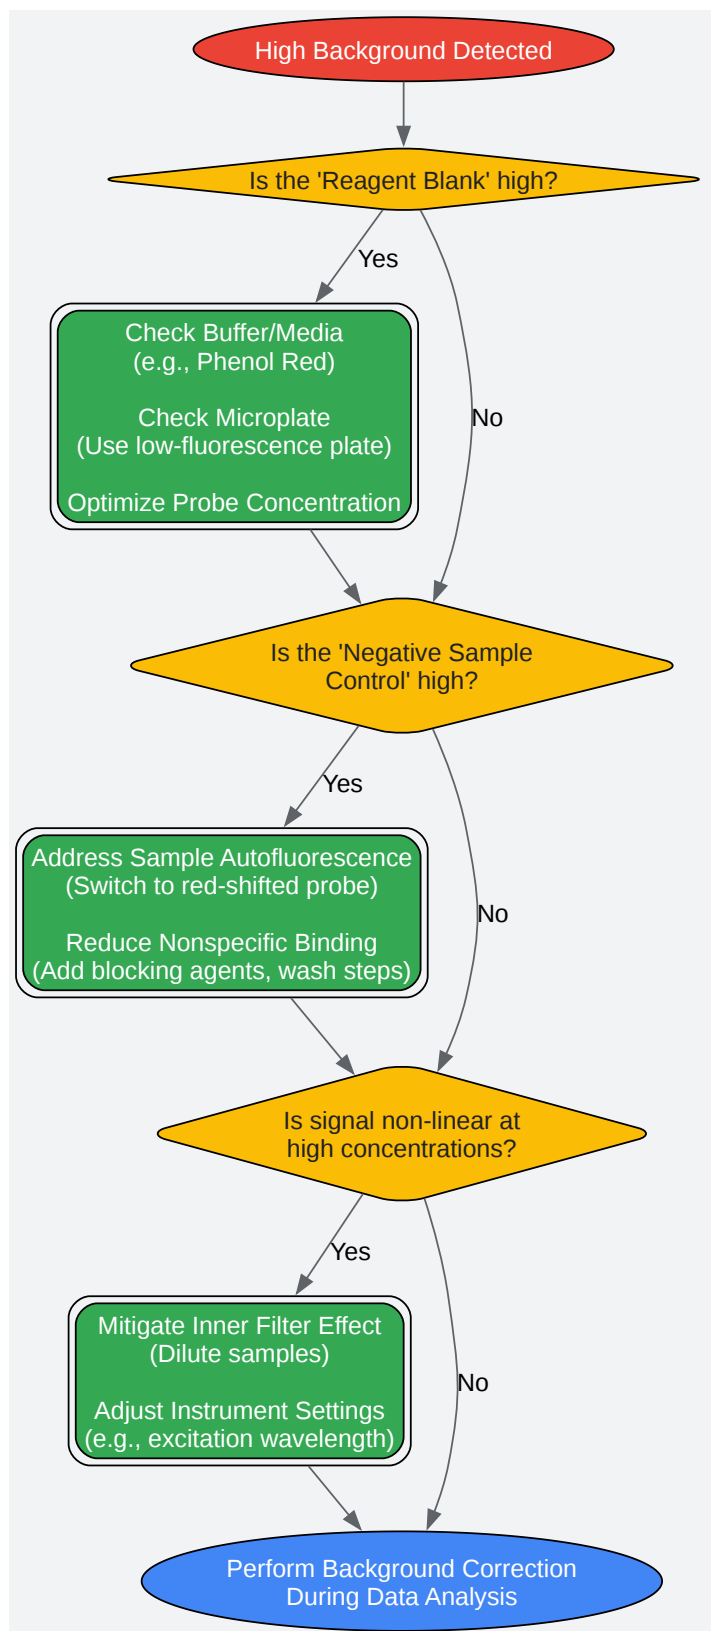 High Background Detected
Is the 'Reagent Blank' high?
Yes
Check Buffer/Media
(e.g., Phenol Red)
Check Microplate
(Use low-fluorescence plate)
Optimize Probe Concentration
No
Is the 'Negative Sample
Control' high?
Yes
Address Sample Autofluorescence
(Switch to red-shifted probe)
Reduce Nonspecific Binding
(Add blocking agents, wash steps)
No
Is signal non-linear at
high concentrations?
Yes
Mitigate Inner Filter Effect
(Dilute samples)
Adjust Instrument Settings
(e.g., excitation wavelength)
No
Perform Background Correction
During Data Analysis